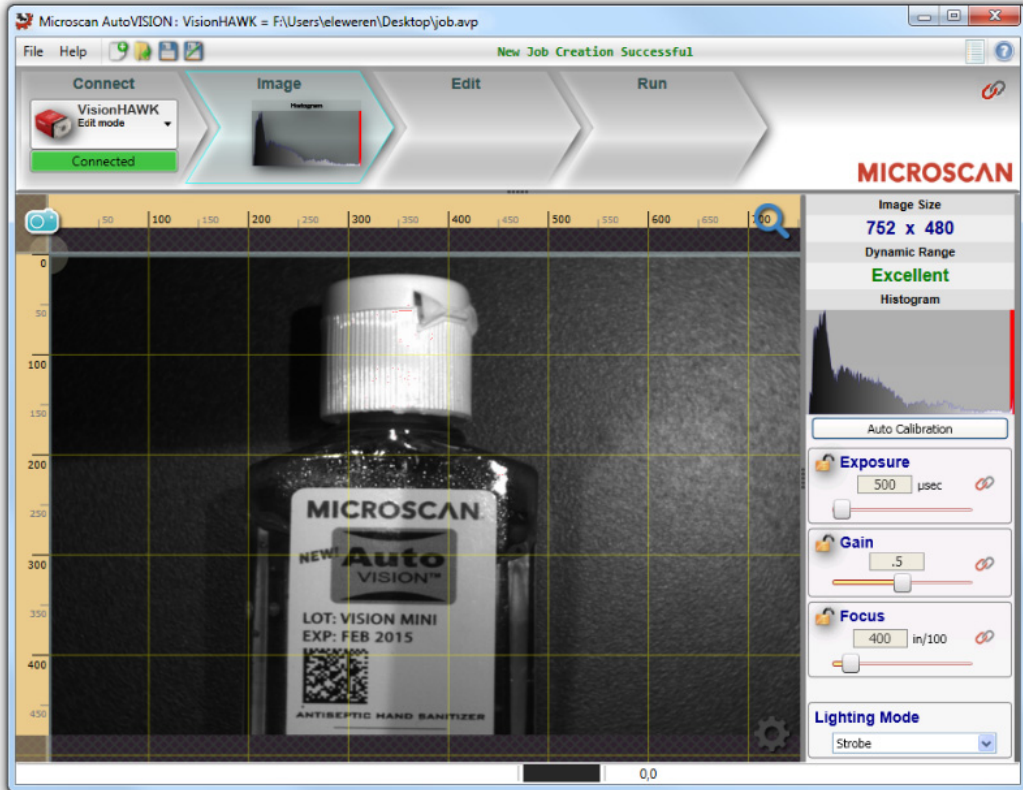 Microscan AutoVISION : VisionHAWK = F:\Users\eleweren\Desktop\job.avp
File Help New Job Creation Successful
Connect Image Edit Run
VisionHAWK
Edit mode
Histogram
Connected
MICROSCAN
50 100 150 200 250 300 350 400 450 500 550 600 650 700
0
50
100
150
200
250
300
350
400
450
MICROSCAN
NEW! Auto
VISION™
LOT: VISION MINI
EXP: FEB 2015
ANTISEPTIC HAND SANITIZER
Image Size
752 x 480
Dynamic Range
Excellent
Histogram
Auto Calibration
Exposure
500 µsec
Gain
.5
Focus
400 in/100
Lighting Mode
Strobe
0,0